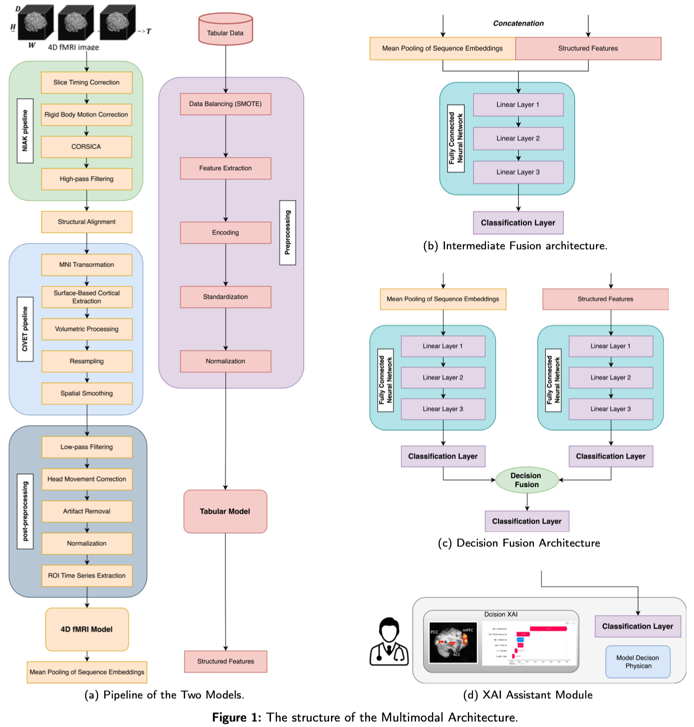 D
H
W
T
4D fMRI image
NIAK pipeline
Slice Timing Correction
Rigid Body Motion Correction
CORSICA
High-pass Filtering
Structural Alignment
CIVET pipeline
MNI Transormation
Surface-Based Cortical
Extraction
Volumetric Processing
Resampling
Spatial Smoothing
post-preprocessing
Low-pass Filtering
Head Movement Correction
Artifact Removal
Normalization
ROI Time Series Extraction
4D fMRI Model
Mean Pooling of Sequence Embeddings
Tabular Data
Preprocessing
Data Balancing (SMOTE)
Feature Extraction
Encoding
Standardization
Normalization
Tabular Model
Structured Features
(a) Pipeline of the Two Models.
Concatenation
Mean Pooling of Sequence Embeddings
Structured Features
Fully Connected
Neural Network
Linear Layer 1
Linear Layer 2
Linear Layer 3
Classification Layer
(b) Intermediate Fusion architecture.
Mean Pooling of Sequence Embeddings
Fully Connected
Neural Network
Linear Layer 1
Linear Layer 2
Linear Layer 3
Classification Layer
Structured Features
Fully Connected
Neural Network
Linear Layer 1
Linear Layer 2
Linear Layer 3
Classification Layer
Decision
Fusion
Classification Layer
(c) Decision Fusion Architecture
Dcision XAI
PCC
mPFC
ACC
Classification Layer
Model Decison
Physican
(d) XAI Assistant Module
Figure 1: The structure of the Multimodal Architecture.